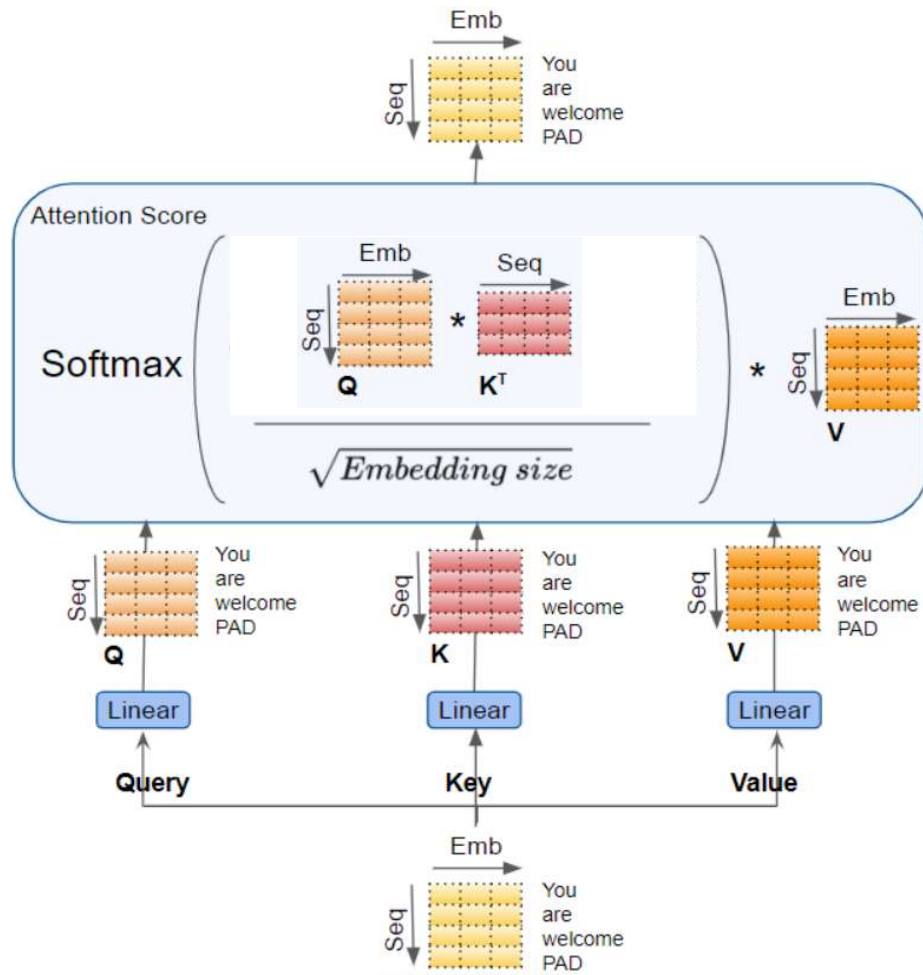 Emb
Seq
You
are
welcome
PAD
Attention Score
Softmax
Emb
Seq
Q
*
Seq
K^T
√Embedding size
*
Emb
Seq
V
Seq
You
are
welcome
PAD
Q
Seq
You
are
welcome
PAD
K
Seq
You
are
welcome
PAD
V
Linear
Linear
Linear
Query
Key
Value
Emb
Seq
You
are
welcome
PAD